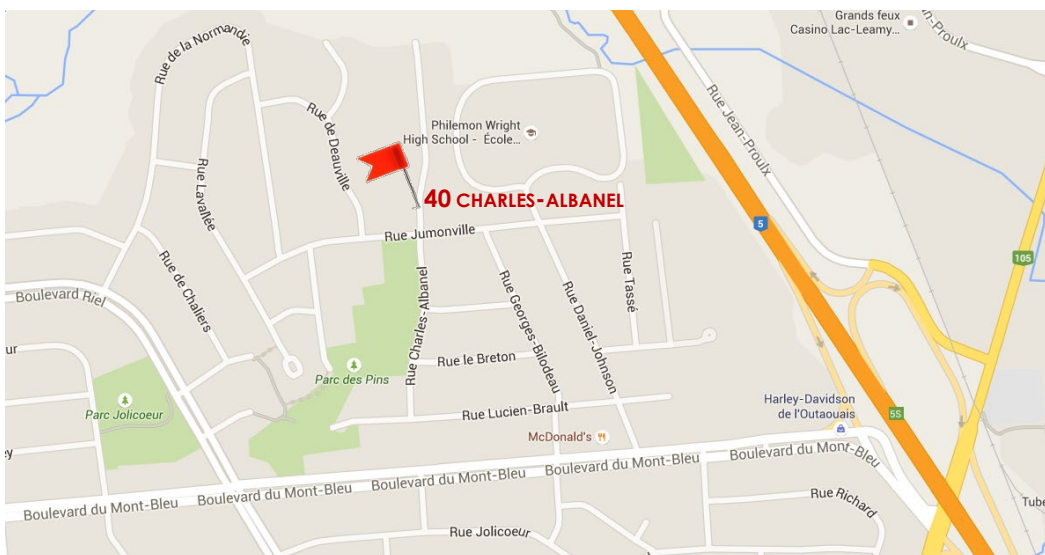 Grands feux
Casino Lac-Leamy...
Rue de la Normandie
Rue Jean-Proulx
Philemon Wright
High School - École...
Rue de Deauville
40 CHARLES-ALBANEL
Rue Lavallée
5
Rue Jumonville
105
Rue Tassé
Rue de Chaliers
Boulevard Riel
Rue Charles-Albanel
Rue Georges-Bilodeau
Rue Daniel-Johnson
Rue le Breton
Parc des Pins
Harley-Davidson
de l'Outaouais
Parc Jolicoeur
Rue Lucien-Brault
5S
McDonald's
Boulevard du Mont-Bleu
Boulevard du Mont-Bleu
Boulevard du Mont-Bleu
Boulevard du Mont-Bleu
Boulevard du Mont-Bleu
Rue Richard
Rue Jolicoeur